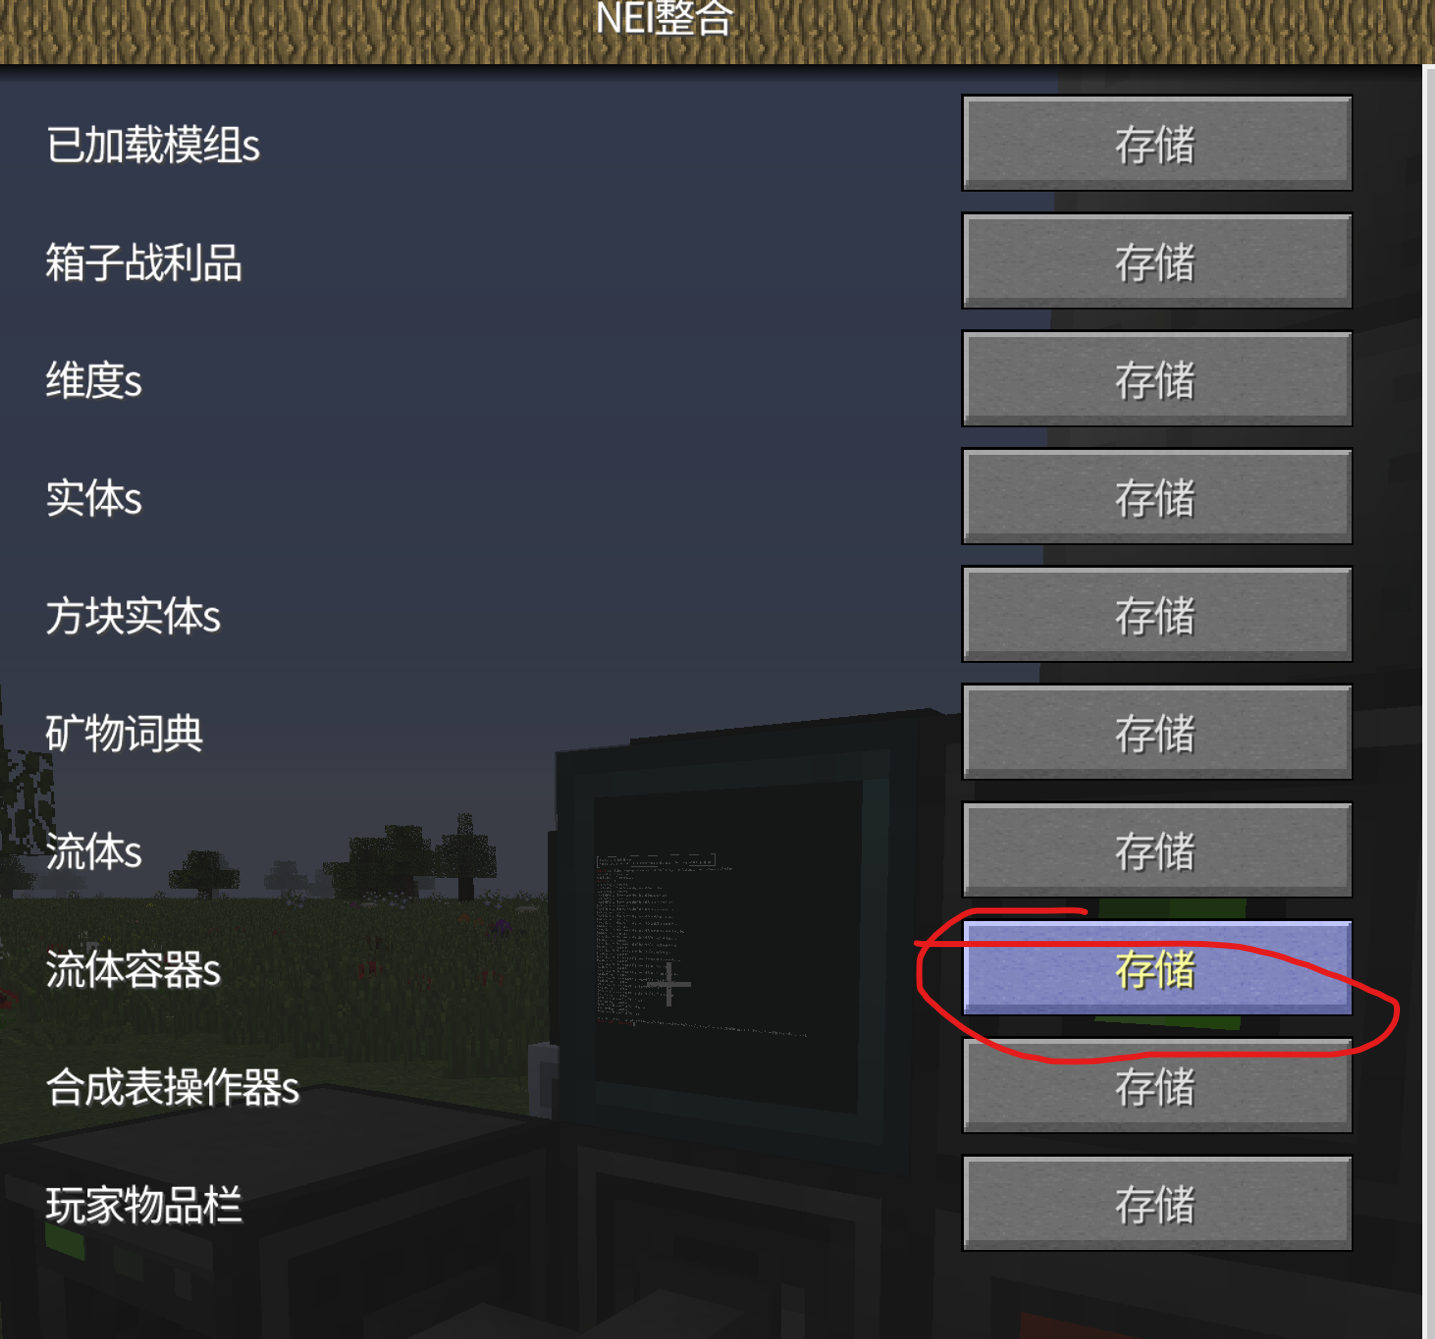 NEI整合
已加载模组s 存储
箱子战利品 存储
维度s 存储
实体s 存储
方块实体s 存储
矿物词典 存储
流体s 存储
流体容器s 存储
合成表操作器s 存储
玩家物品栏 存储